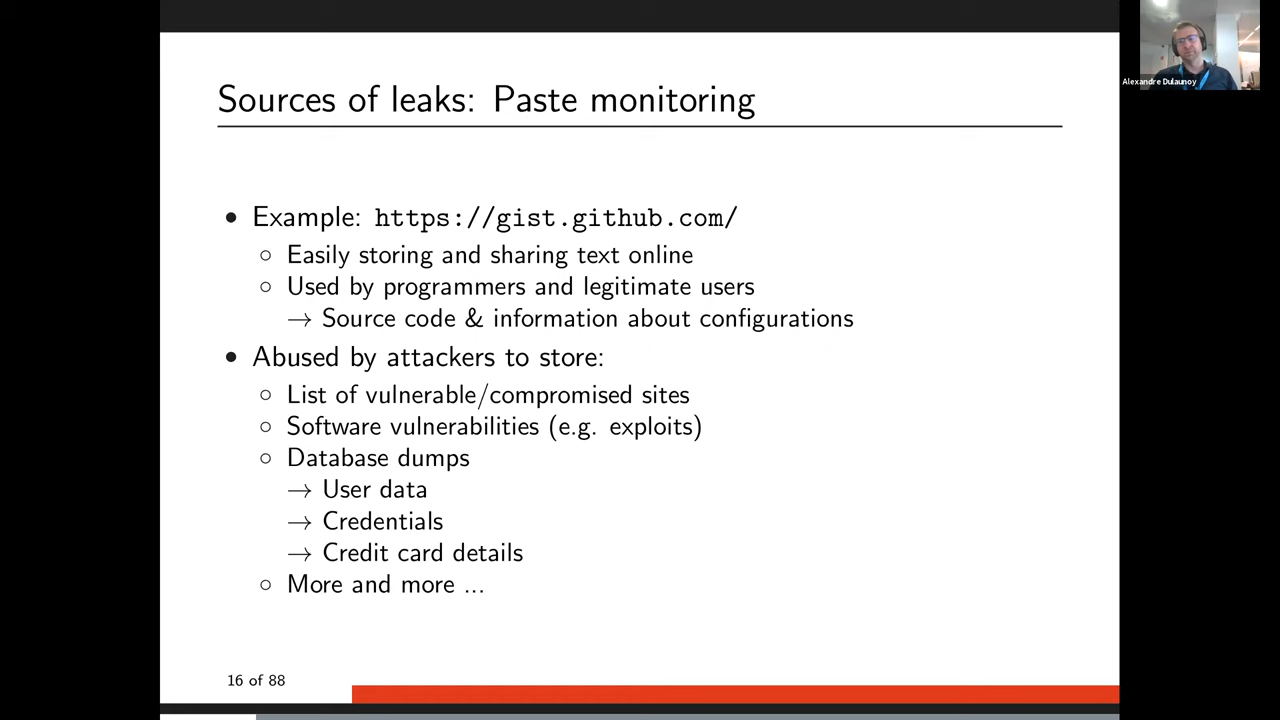 Sources of leaks: Paste monitoring
Alexandre Dulaunoy
• Example: https://gist.github.com/
◦ Easily storing and sharing text online
◦ Used by programmers and legitimate users
→ Source code & information about configurations
• Abused by attackers to store:
◦ List of vulnerable/compromised sites
◦ Software vulnerabilities (e.g. exploits)
◦ Database dumps
→ User data
→ Credentials
→ Credit card details
◦ More and more ...
16 of 88